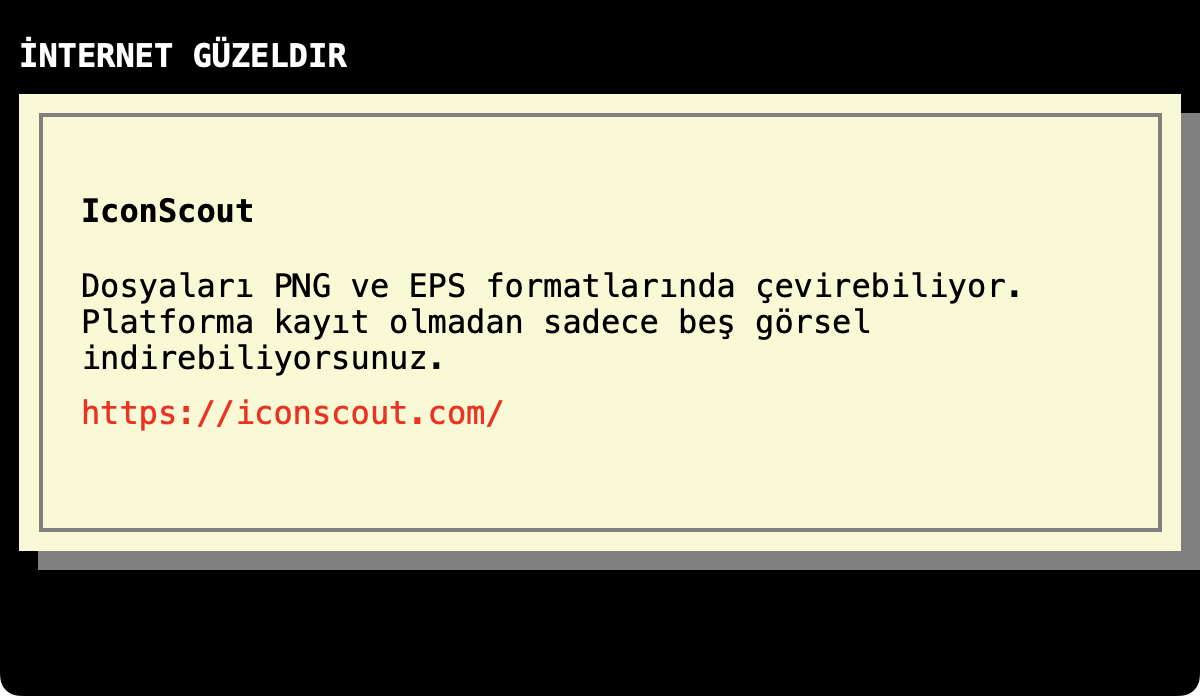 İNTERNET GÜZELDIR
IconScout
Dosyaları PNG ve EPS formatlarında çevirebiliyor.
Platforma kayıt olmadan sadece beş görsel
indirebiliyorsunuz.
https://iconscout.com/